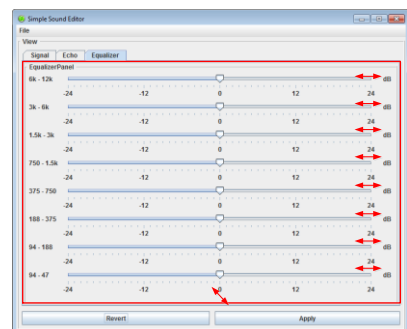 Simple Sound Editor
File
View
Signal Echo Equalizer
EqualizerPanel
6k - 12k dB
-24 -12 0 12 24
3k - 6k dB
-24 -12 0 12 24
1.5k - 3k dB
-24 -12 0 12 24
750 - 1.5k dB
-24 -12 0 12 24
375 - 750 dB
-24 -12 0 12 24
188 - 375 dB
-24 -12 0 12 24
94 - 188 dB
-24 -12 0 12 24
94 - 47 dB
-24 -12 0 12 24
Revert Apply